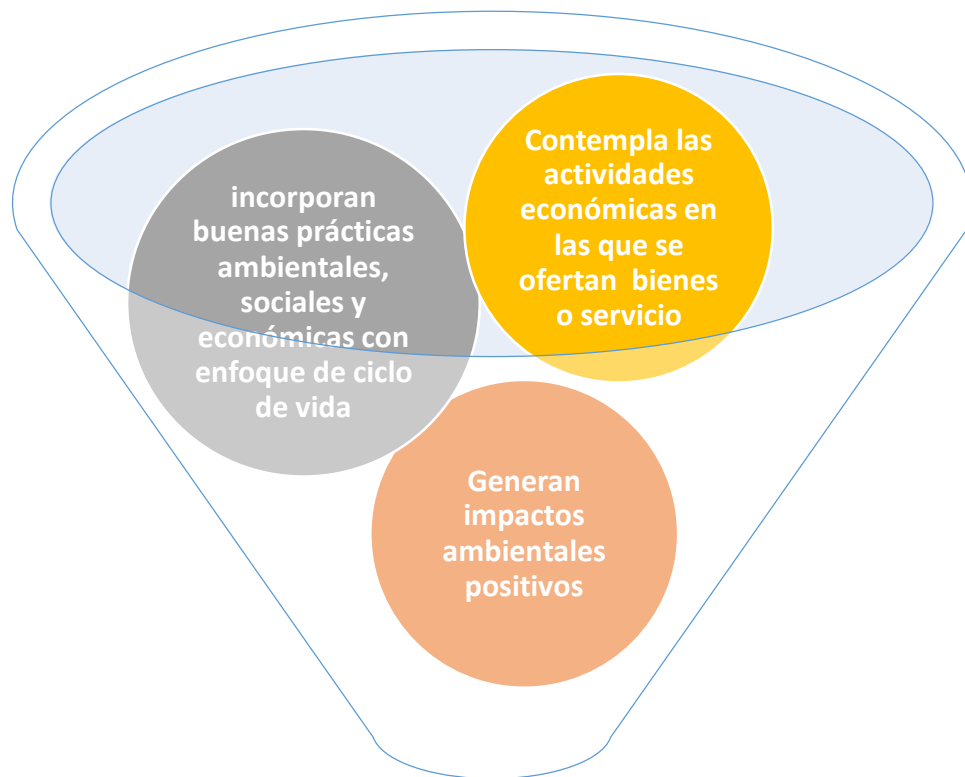 incorporan
buenas prácticas
ambientales,
sociales y
económicas con
enfoque de ciclo
de vida
Contempla las
actividades
económicas en
las que se
ofertan  bienes
o servicio
Generan
impactos
ambientales
positivos